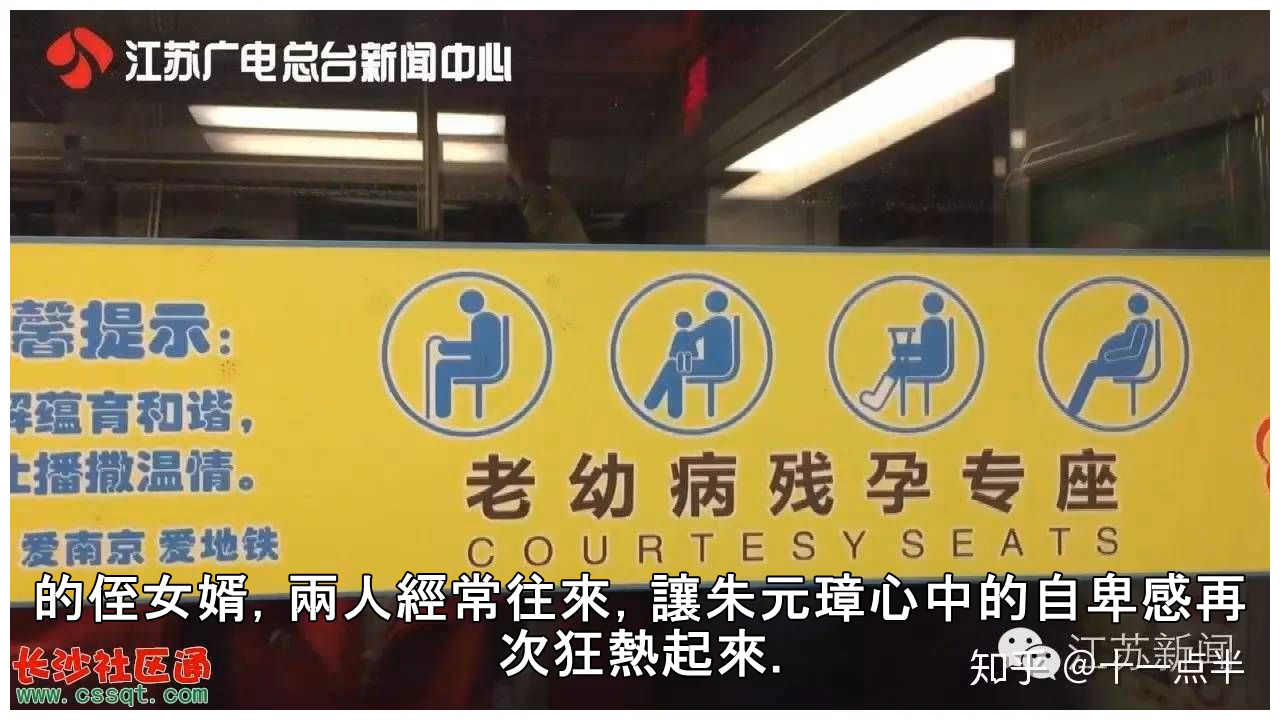 江苏广电总台新闻中心
馨提示:
解蕴育和谐,
让播撒温情。
爱南京 爱地铁
老幼病残孕专座
COURTESY SEATS
的侄女婿, 兩人經常往來, 讓朱元璋心中的自卑感再
次狂熱起來.
长沙社区通
www.cssqt.com
江苏新闻
知乎 @十一点半